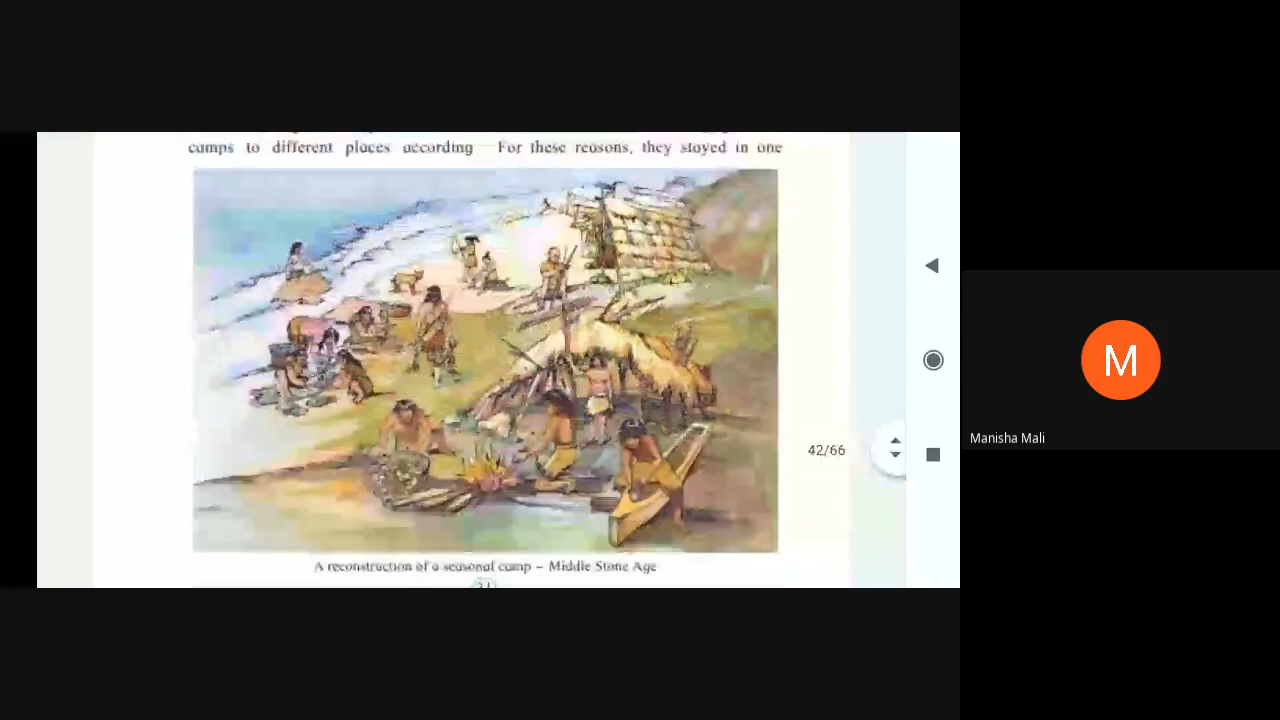 camps to different places according For these reasons, they stayed in one
42/66
M
Manisha Mali
A reconstruction of a seasonal camp – Middle Stone Age